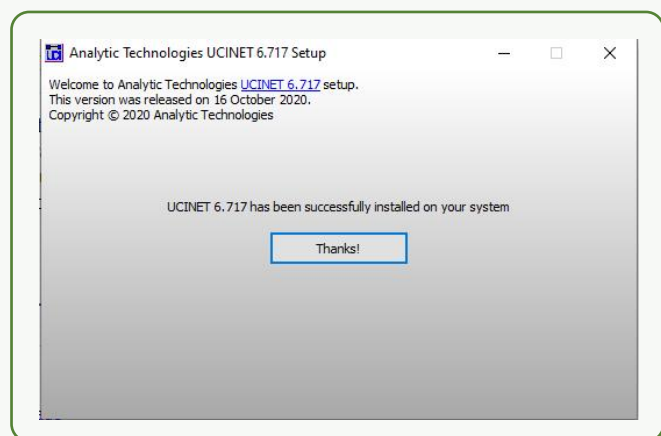 Analytic Technologies UCINET 6.717 Setup
Welcome to Analytic Technologies UCINET 6.717 setup.
This version was released on 16 October 2020.
Copyright © 2020 Analytic Technologies
UCINET 6.717 has been successfully installed on your system
Thanks!